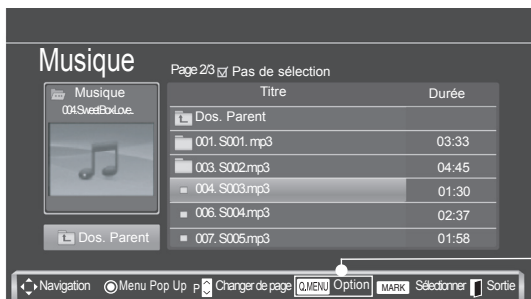 Musique
Page 2/3 Pas de sélection
Musique
004.SweetBoxLove..
Titre Durée
Dos. Parent
001. S001. mp3 03:33
003. S002.mp3 04:45
004. S003.mp3 01:30
006. S004.mp3 02:37
007. S005.mp3 01:58
Dos. Parent
Navigation Menu Pop Up P Changer de page Q.MENU Option MARK Sélectionner Sortie